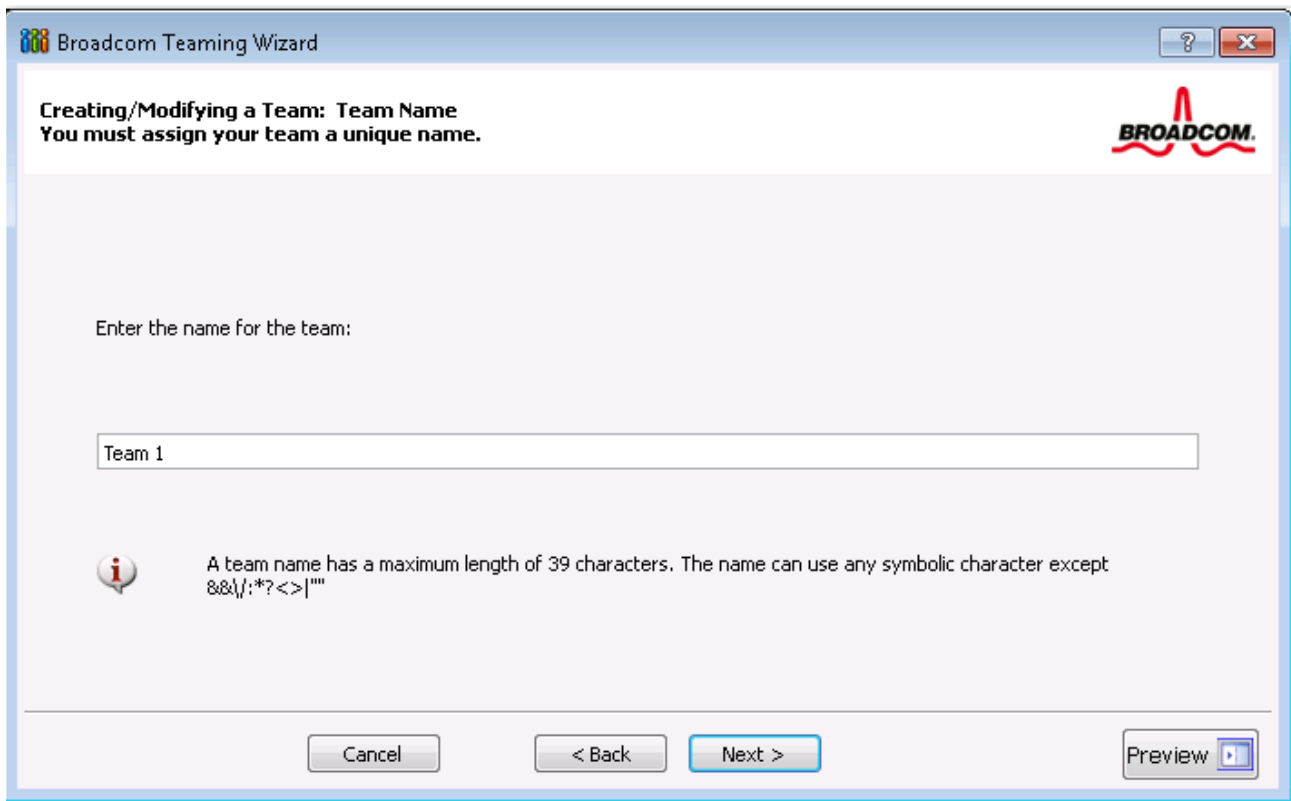 Broadcom Teaming Wizard
?
Creating/Modifying a Team: Team Name
You must assign your team a unique name.
BROADCOM.
Enter the name for the team:
Team 1
i
A team name has a maximum length of 39 characters. The name can use any symbolic character except
&&\/:*?<>|""
Cancel
< Back
Next >
Preview